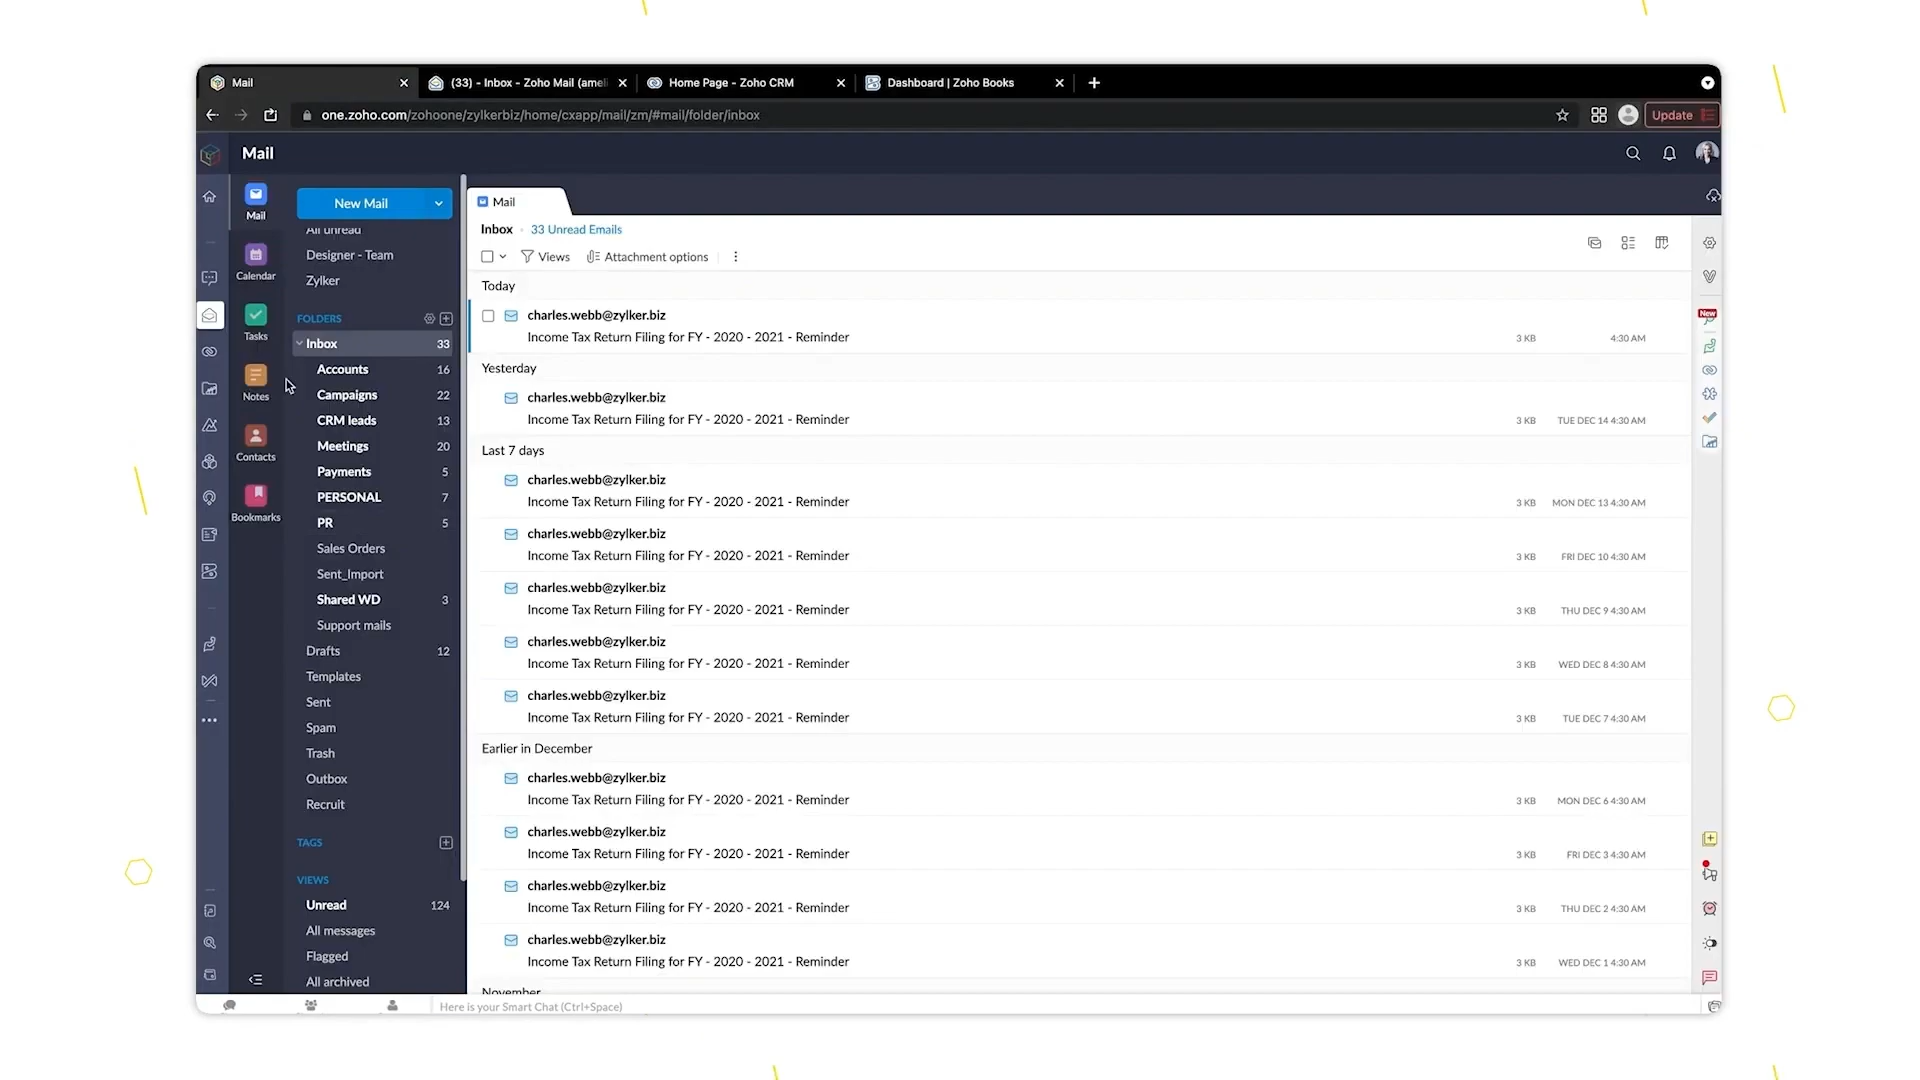 Mail
(33) - Inbox - Zoho Mail (ameli
Home Page - Zoho CRM
Dashboard | Zoho Books
one.zoho.com/zohoone/zylkerbiz/home/cxapp/mail/zm/#mail/folder/inbox
Update
Mail
Mail
Calendar
Tasks
Notes
Contacts
Bookmarks
New Mail
All unread
Designer - Team
Zylker
FOLDERS
Inbox 33
Accounts 16
Campaigns 22
CRM leads 13
Meetings 20
Payments 5
PERSONAL 7
PR 5
Sales Orders
Sent_Import
Shared WD 3
Support mails
Drafts 12
Templates
Sent
Spam
Trash
Outbox
Recruit
TAGS
VIEWS
Unread 124
All messages
Flagged
All archived
Mail
Inbox 33 Unread Emails
Views Attachment options
Today
charles.webb@zylker.biz
Income Tax Return Filing for FY - 2020 - 2021 - Reminder 3 KB 4:30 AM
Yesterday
charles.webb@zylker.biz
Income Tax Return Filing for FY - 2020 - 2021 - Reminder 3 KB TUE DEC 14 4:30 AM
Last 7 days
charles.webb@zylker.biz
Income Tax Return Filing for FY - 2020 - 2021 - Reminder 3 KB MON DEC 13 4:30 AM
charles.webb@zylker.biz
Income Tax Return Filing for FY - 2020 - 2021 - Reminder 3 KB FRI DEC 10 4:30 AM
charles.webb@zylker.biz
Income Tax Return Filing for FY - 2020 - 2021 - Reminder 3 KB THU DEC 9 4:30 AM
charles.webb@zylker.biz
Income Tax Return Filing for FY - 2020 - 2021 - Reminder 3 KB WED DEC 8 4:30 AM
charles.webb@zylker.biz
Income Tax Return Filing for FY - 2020 - 2021 - Reminder 3 KB TUE DEC 7 4:30 AM
Earlier in December
charles.webb@zylker.biz
Income Tax Return Filing for FY - 2020 - 2021 - Reminder 3 KB MON DEC 6 4:30 AM
charles.webb@zylker.biz
Income Tax Return Filing for FY - 2020 - 2021 - Reminder 3 KB FRI DEC 3 4:30 AM
charles.webb@zylker.biz
Income Tax Return Filing for FY - 2020 - 2021 - Reminder 3 KB THU DEC 2 4:30 AM
charles.webb@zylker.biz
Income Tax Return Filing for FY - 2020 - 2021 - Reminder 3 KB WED DEC 1 4:30 AM
November
New
Here is your Smart Chat (Ctrl+Space)